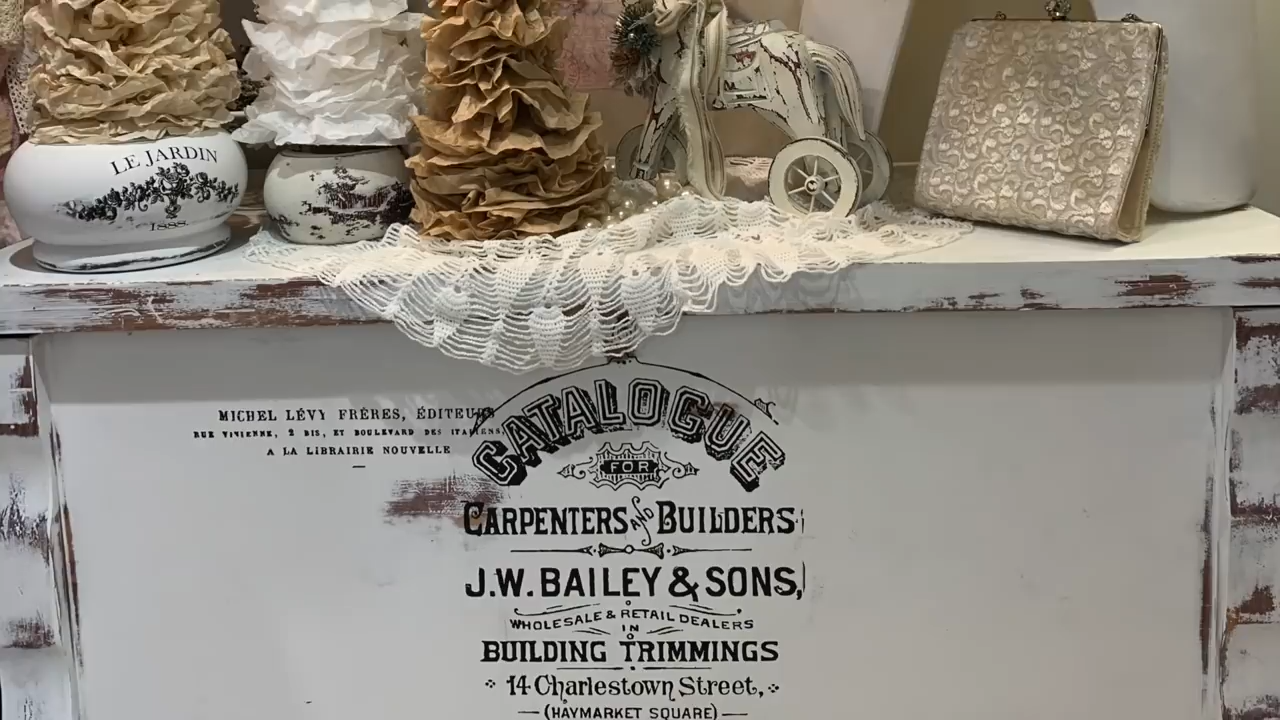 LE JARDIN
1888
MICHEL LÉVY FRÈRES, ÉDITEURS
RUE VIVIENNE, 2 BIS, ET BOULEVARD DES ITALIENS,
A LA LIBRAIRIE NOUVELLE
CATALOGUE
FOR
CARPENTERS AND BUILDERS
J.W. BAILEY & SONS,
WHOLESALE & RETAIL DEALERS
IN
BUILDING TRIMMINGS
14 Charlestown Street,
(HAYMARKET SQUARE)